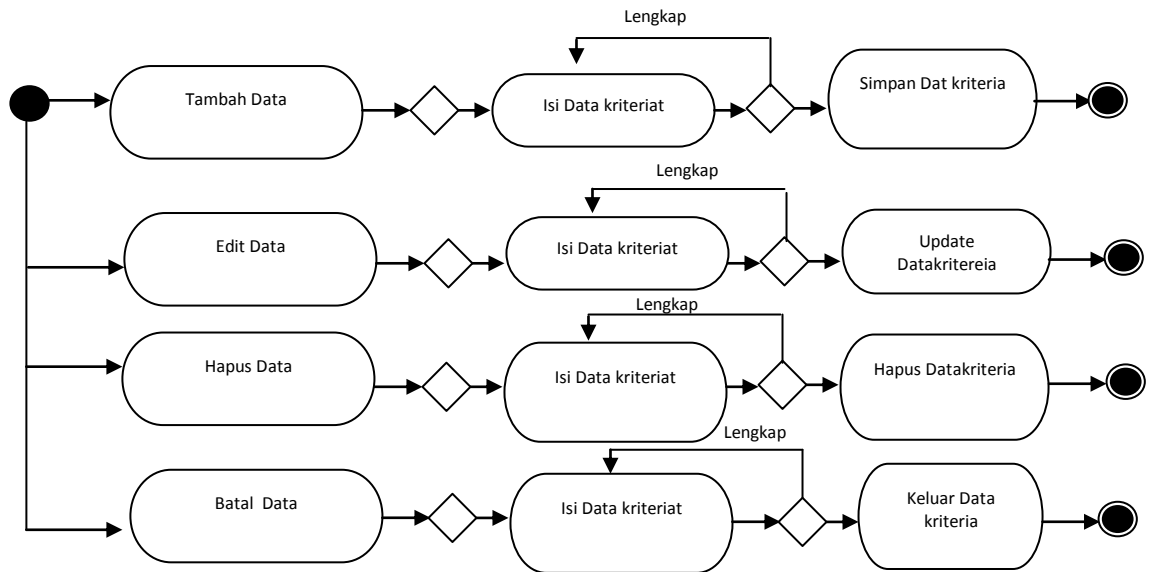 Lengkap
Tambah Data
Isi Data kriteriat
Simpan Dat kriteria
Lengkap
Edit Data
Isi Data kriteriat
Update
Datakritereia
Lengkap
Hapus Data
Isi Data kriteriat
Hapus Datakriteria
Lengkap
Batal Data
Isi Data kriteriat
Keluar Data
kriteria